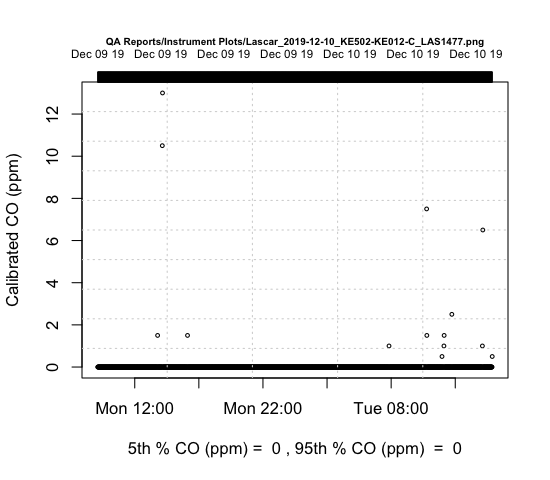 QA Reports/Instrument Plots/Lascar_2019-12-10_KE502-KE012-C_LAS1477.png
Dec 09 19 Dec 09 19 Dec 09 19 Dec 09 19 Dec 10 19 Dec 10 19 Dec 10 19
Calibrated CO (ppm)
12
10
8
6
4
2
0
Mon 12:00 Mon 22:00 Tue 08:00
5th % CO (ppm) = 0 , 95th % CO (ppm) = 0